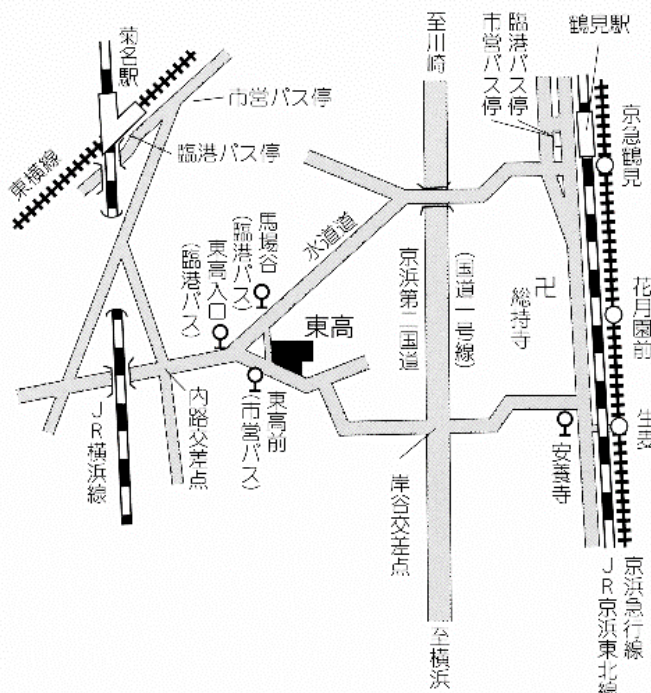 菊名駅
市営バス停
臨港バス停
東横線
至川崎
臨港バス停
市営バス停
鶴見駅
京急鶴見
水道道
馬場谷
(臨港バス)
東高入口
(臨港バス)
東高
京浜第二国道
(国道一号線)
卍
総持寺
花月園前
生麦
JR横浜線
内路交差点
東高前
(市営バス)
岸谷交差点
安養寺
至横浜
京浜急行線
JR京浜東北線